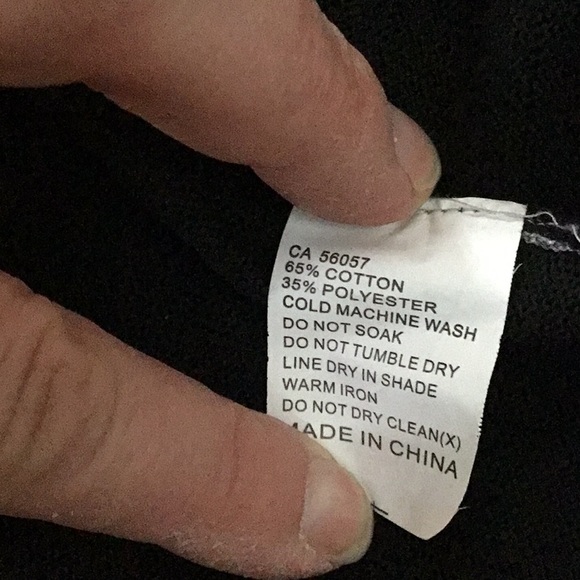 CA 56057
65% COTTON
35% POLYESTER
COLD MACHINE WASH
DO NOT SOAK
DO NOT TUMBLE DRY
LINE DRY IN SHADE
WARM IRON
DO NOT DRY CLEAN(X)
MADE IN CHINA